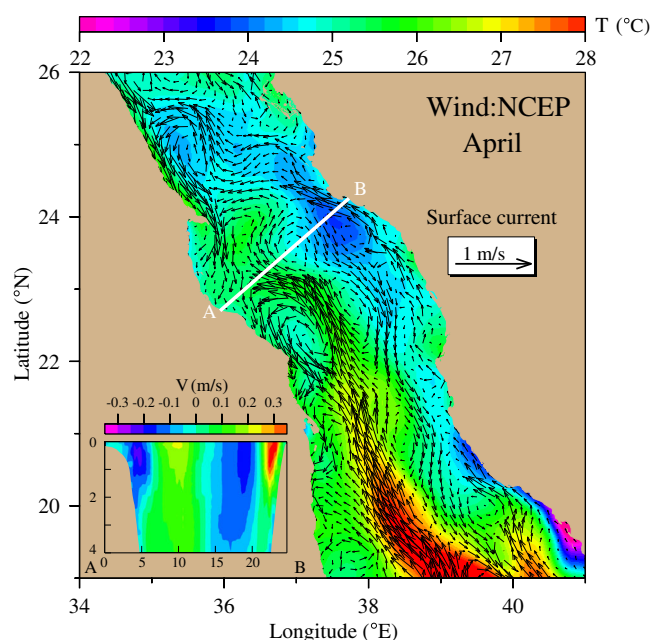 T (°C)
22 23 24 25 26 27 28
26
24
22
20
Latitude (°N)
Wind:NCEP
April
Surface current
1 m/s
B
A
V (m/s)
-0.3 -0.2 -0.1 0 0.1 0.2 0.3
0
1
2
3
4
0 5 10 15 20
A B
34 36 38 40
Longitude (°E)